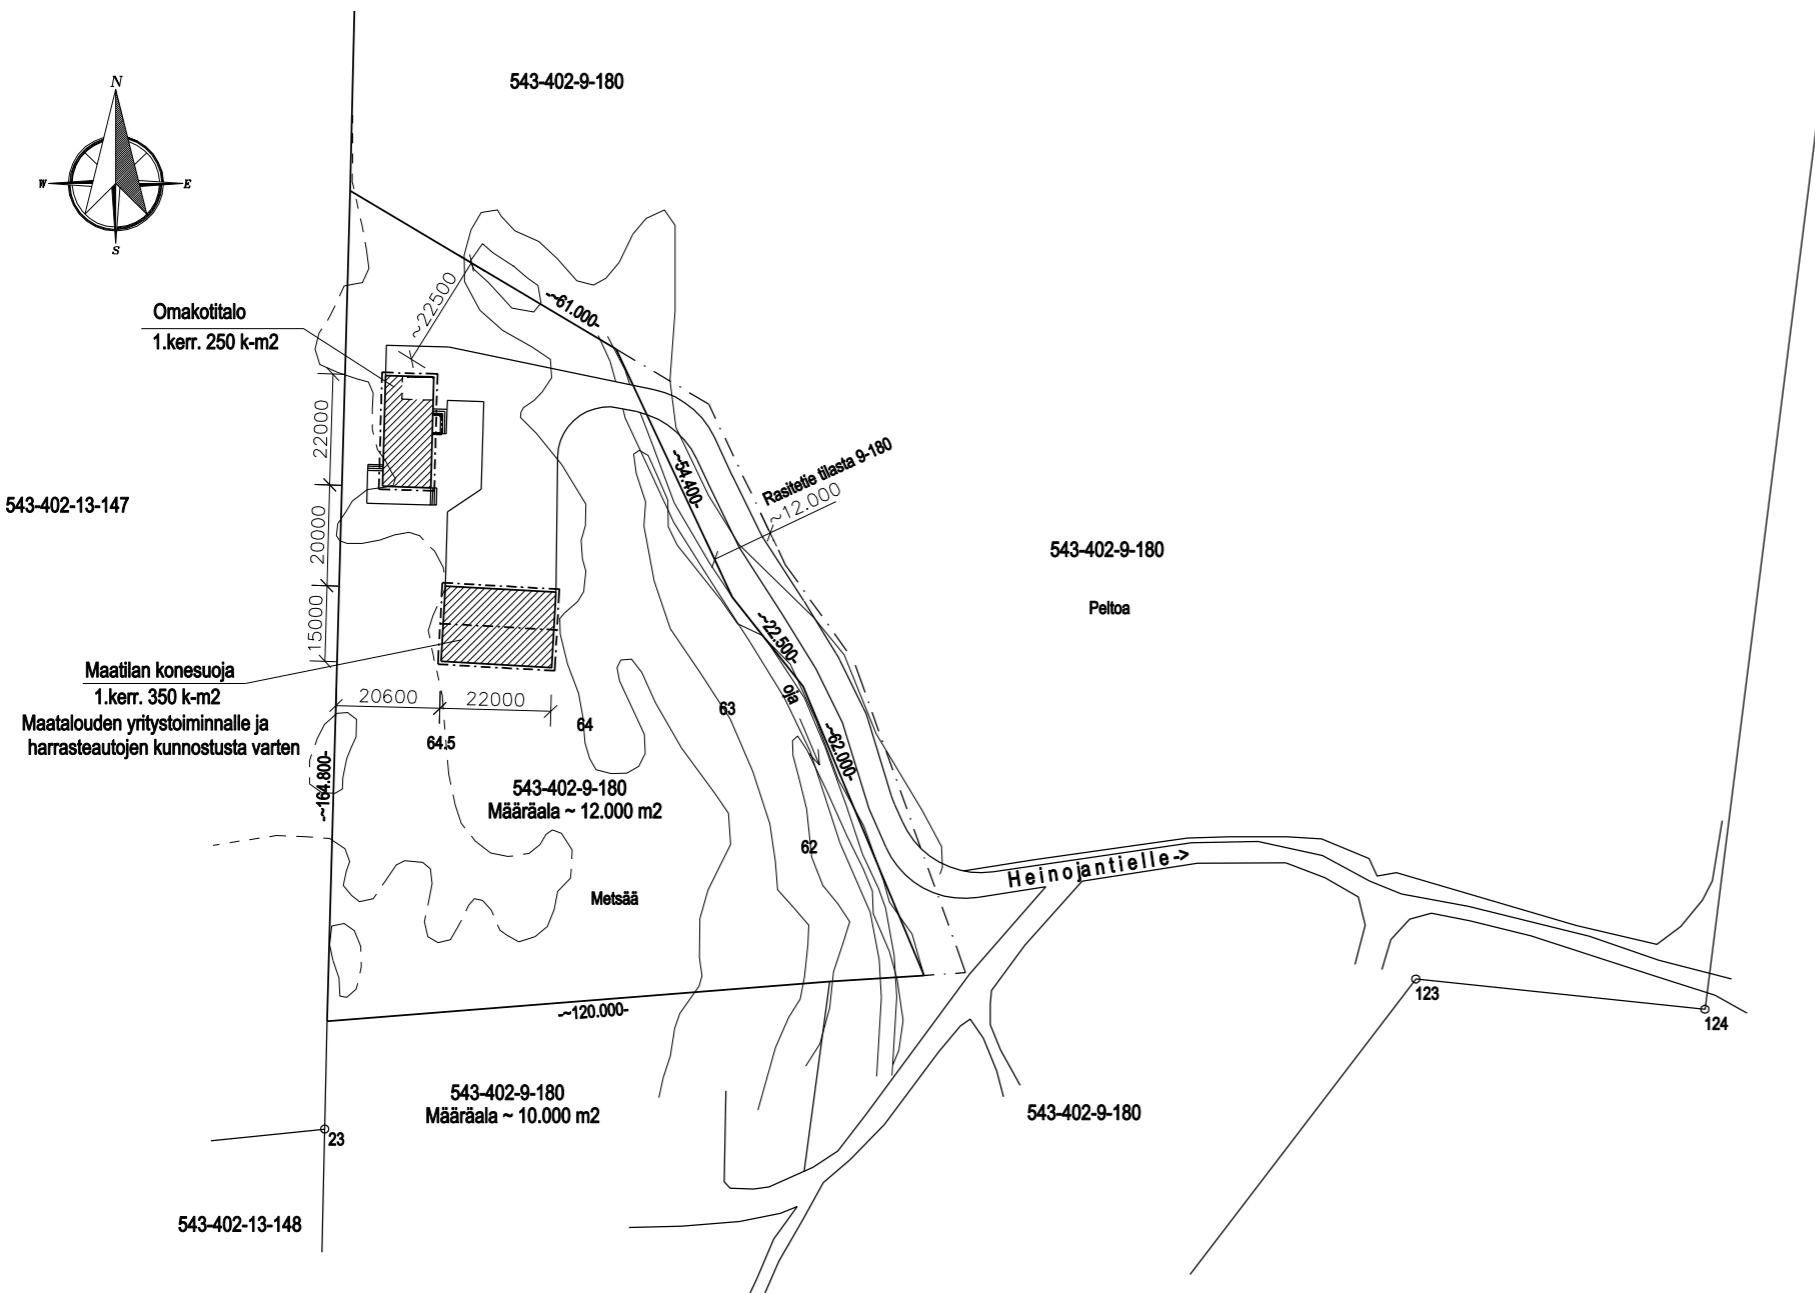 543-402-9-180
N
W
E
S
Omakotitalo
1.kerr. 250 k-m2
~22500
-~61.000-
22000
-~54.400-
Rasitetie tilasta 9-180
~12.000
543-402-13-147
20000
543-402-9-180
Peltoa
15000
-~22.500-
oja
Maatilan konesuoja
1.kerr. 350 k-m2
Maatalouden yritystoiminnalle ja
harrasteautojen kunnostusta varten
20600
22000
64
63
64.5
-~62.000-
-~164.800-
543-402-9-180
Määräala ~ 12.000 m2
62
Heinojantielle->
Metsää
-~120.000-
123
124
543-402-9-180
Määräala ~ 10.000 m2
543-402-9-180
23
543-402-13-148